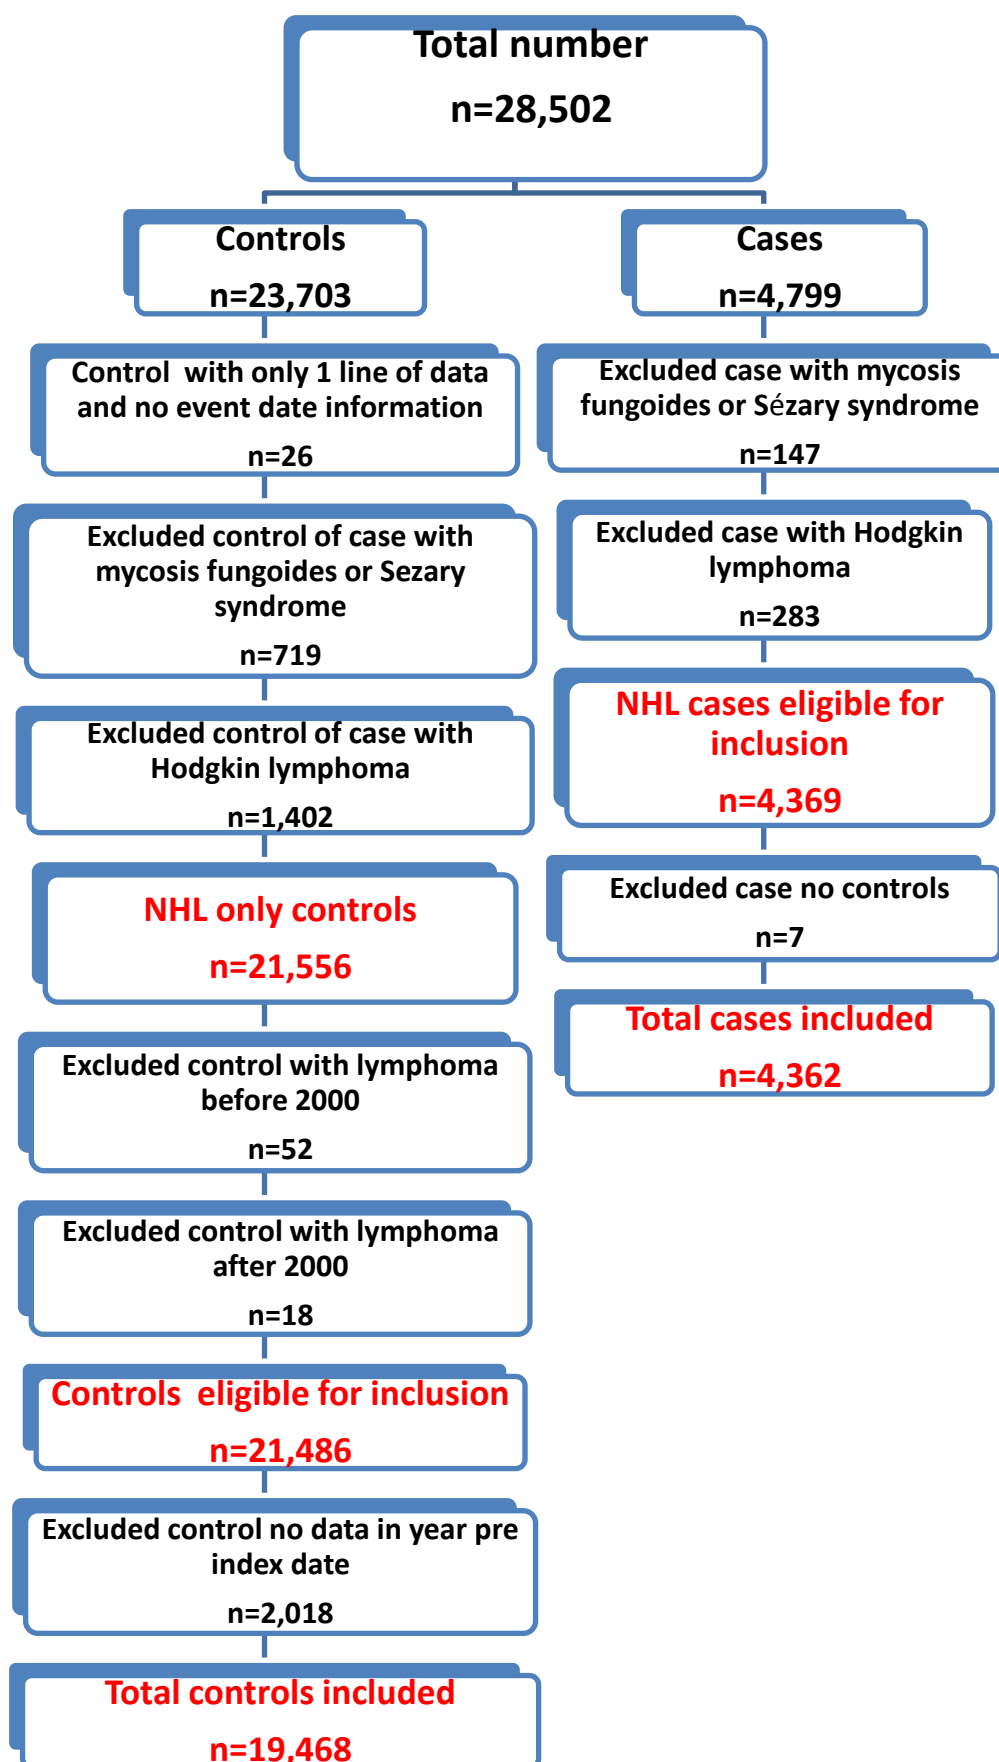 Total number
n=28,502
Controls
n=23,703
Control with only 1 line of data
and no event date information
n=26
Excluded control of case with
mycosis fungoides or Sezary
syndrome
n=719
Excluded control of case with
Hodgkin lymphoma
n=1,402
NHL only controls
n=21,556
Excluded control with lymphoma
before 2000
n=52
Excluded control with lymphoma
after 2000
n=18
Controls eligible for inclusion
n=21,486
Excluded control no data in year pre
index date
n=2,018
Total controls included
n=19,468
Cases
n=4,799
Excluded case with mycosis
fungoides or Sézary syndrome
n=147
Excluded case with Hodgkin
lymphoma
n=283
NHL cases eligible for
inclusion
n=4,369
Excluded case no controls
n=7
Total cases included
n=4,362